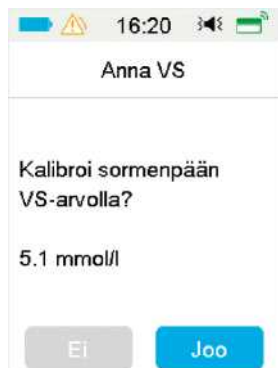 16:20
Anna VS
Kalibroi sormenpään
VS-arvolla?
5.1 mmol/l
Ei
Joo